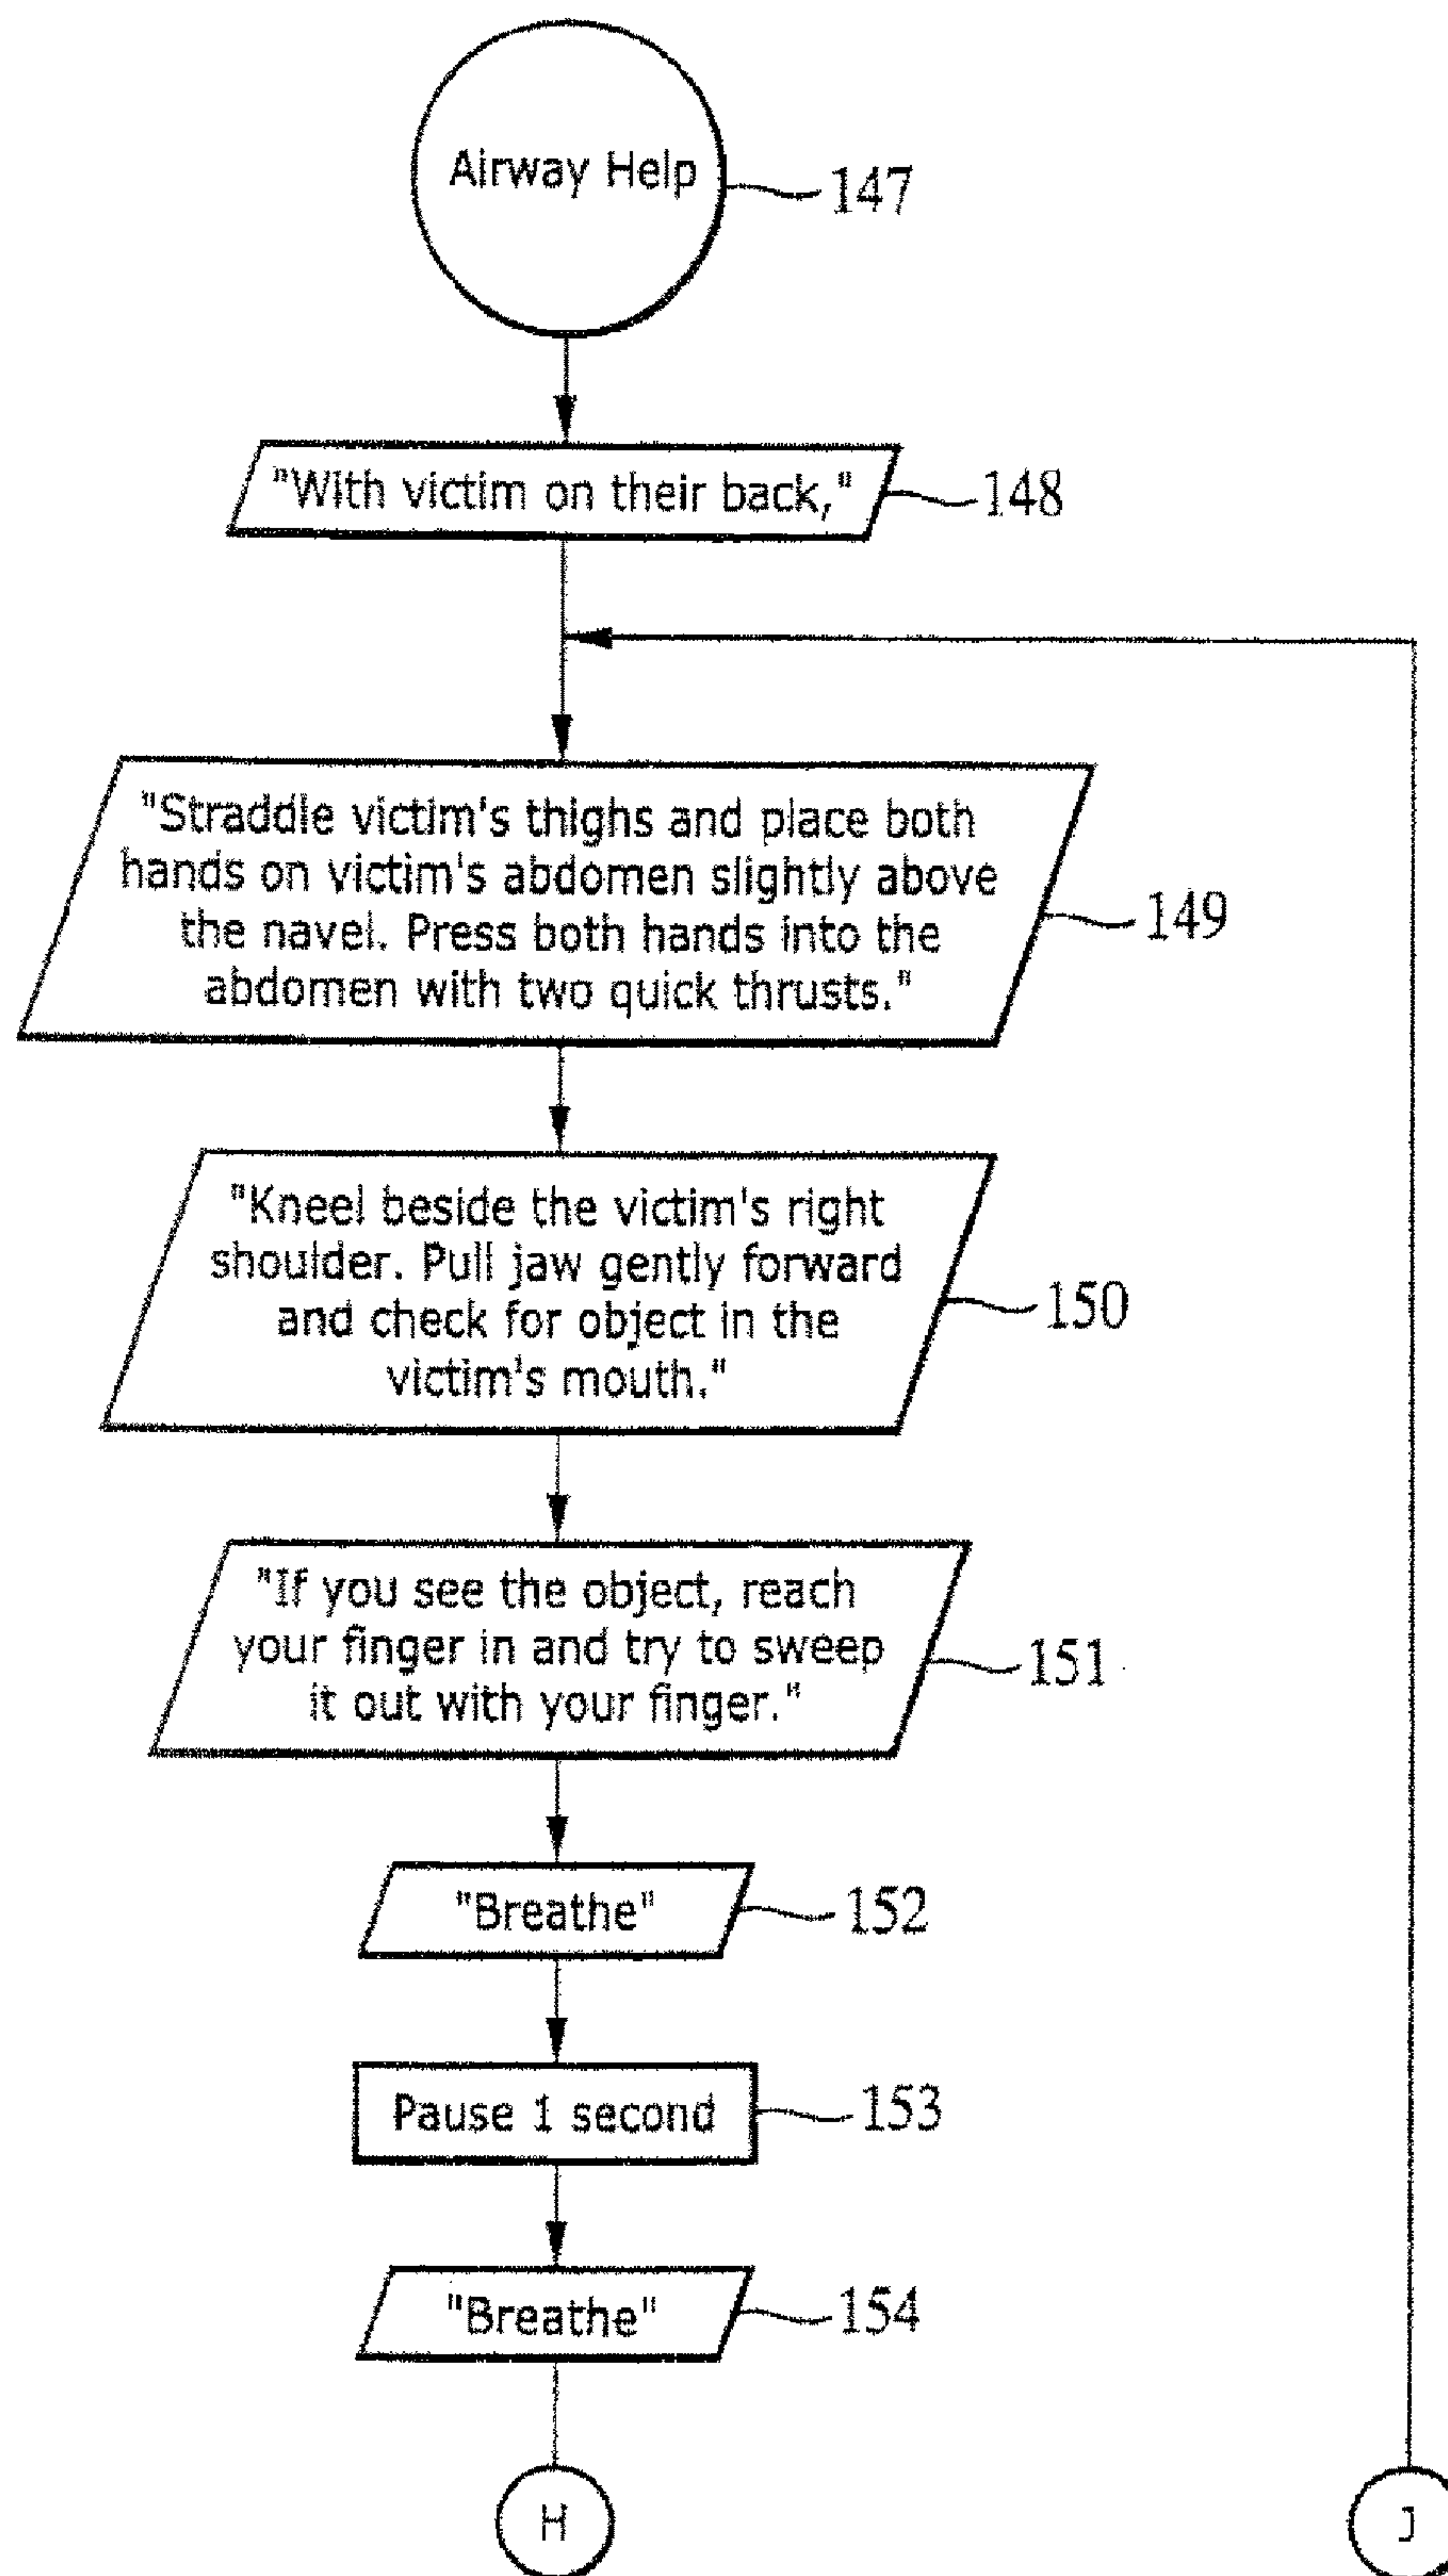 Airway Help
147
"With victim on their back,"
148
"Straddle victim's thighs and place both
hands on victim's abdomen slightly above
the navel. Press both hands into the
abdomen with two quick thrusts."
149
"Kneel beside the victim's right
shoulder. Pull jaw gently forward
and check for object in the
victim's mouth."
150
"If you see the object, reach
your finger in and try to sweep
it out with your finger."
151
"Breathe"
152
Pause 1 second
153
"Breathe"
154
H
J